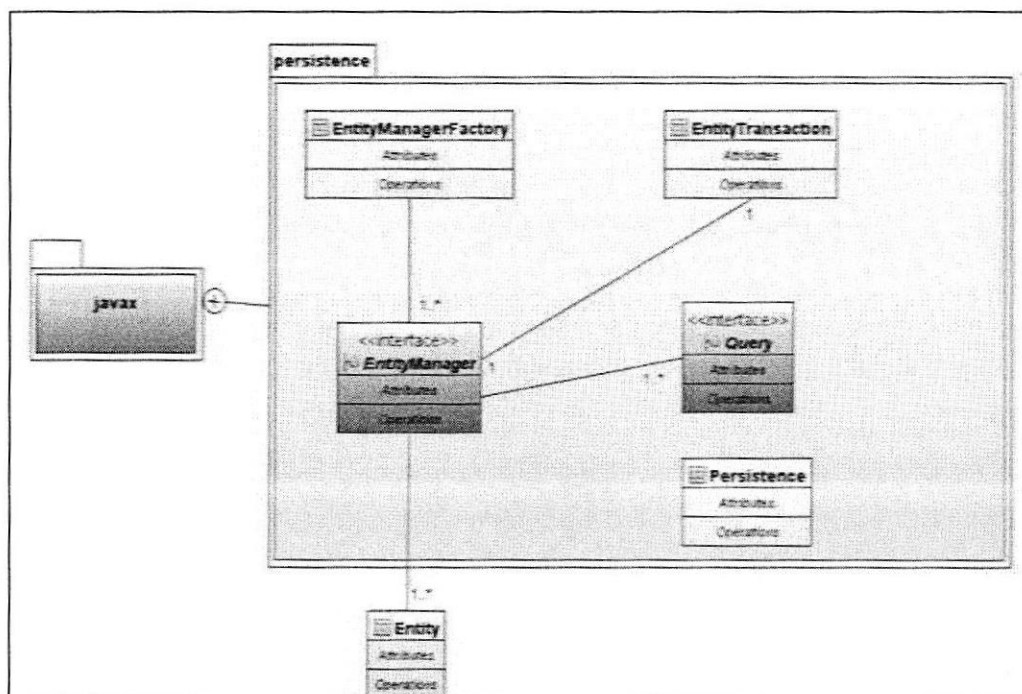 persistence
EntityManagerFactory
Attributes
Operations
EntityTransaction
Attributes
Operations
1
javax
1..*
<<interface>>
EntityManager
Attributes
Operations
1
<<interface>>
Query
Attributes
Operations
1..*
Persistence
Attributes
Operations
1..*
Entity
Attributes
Operations